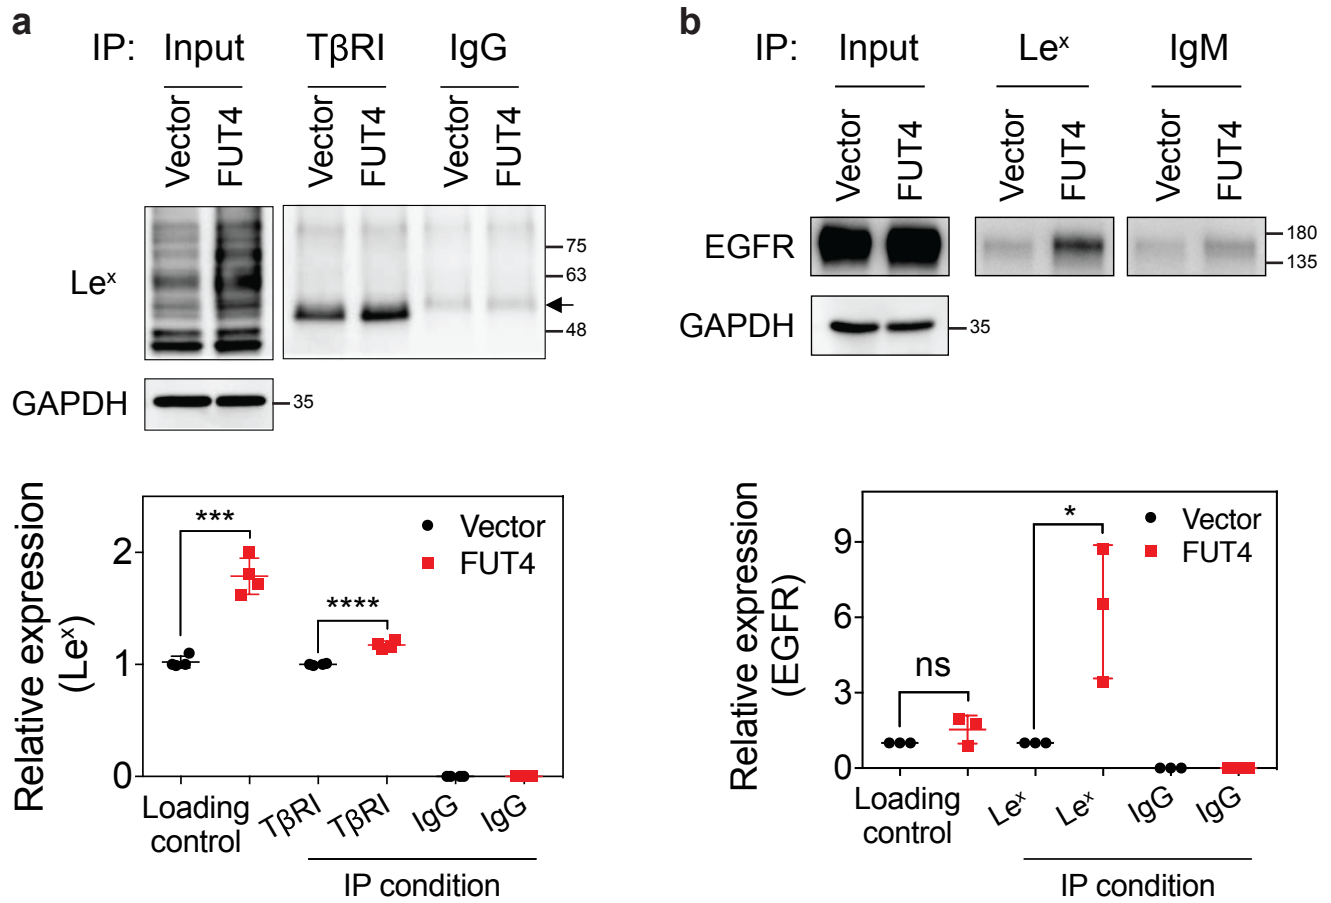 a
IP: Input TβRI IgG
Vector FUT4 Vector FUT4 Vector FUT4
Leˣ
75
63
48
GAPDH
35
Relative expression
(Leˣ)
2
1
0
***
****
Vector
FUT4
Loading control
TβRI TβRI IgG IgG
IP condition
b
IP: Input Leˣ IgM
Vector FUT4 Vector FUT4 Vector FUT4
EGFR
180
135
GAPDH
35
Relative expression
(EGFR)
9
6
3
0
ns
*
Vector
FUT4
Loading
control
Leˣ Leˣ IgG IgG
IP condition